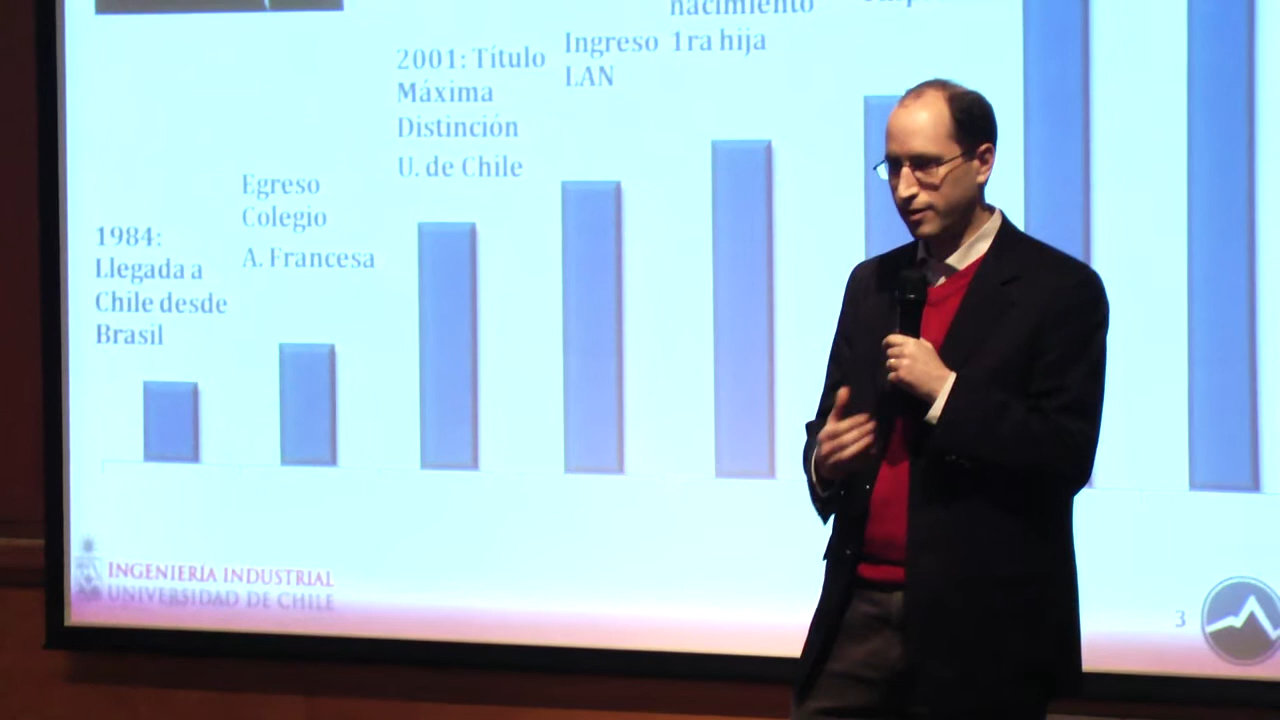 1984:
Llegada a
Chile desde
Brasil
Egreso
Colegio
A. Francesa
2001: Título
Máxima
Distinción
U. de Chile
Ingreso
LAN
nacimiento
1ra hija
INGENIERÍA INDUSTRIAL
UNIVERSIDAD DE CHILE
3